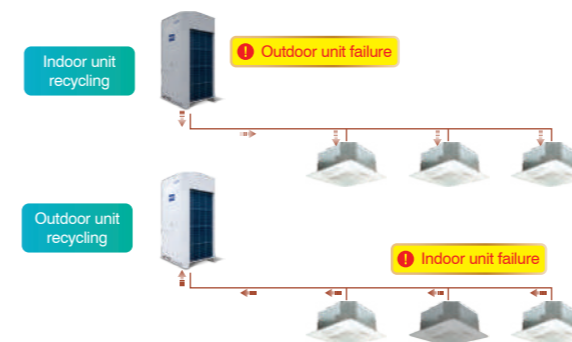 Outdoor unit failure
Indoor unit
recycling
Outdoor unit
recycling
Indoor unit failure